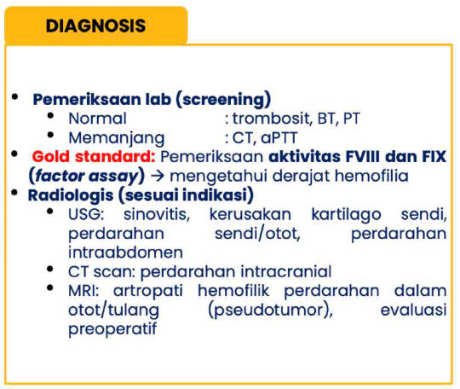 DIAGNOSIS
• Pemeriksaan lab (screening)
• Normal : trombosit, BT, PT
• Memanjang : CT, aPTT
• Gold standard: Pemeriksaan aktivitas FVIII dan FIX
(factor assay) → mengetahui derajat hemofilia
• Radiologis (sesuai indikasi)
• USG: sinovitis, kerusakan kartilago sendi,
perdarahan sendi/otot, perdarahan
intraabdomen
• CT scan: perdarahan intracranial
• MRI: artropati hemofilik perdarahan dalam
otot/tulang (pseudotumor), evaluasi
preoperatif